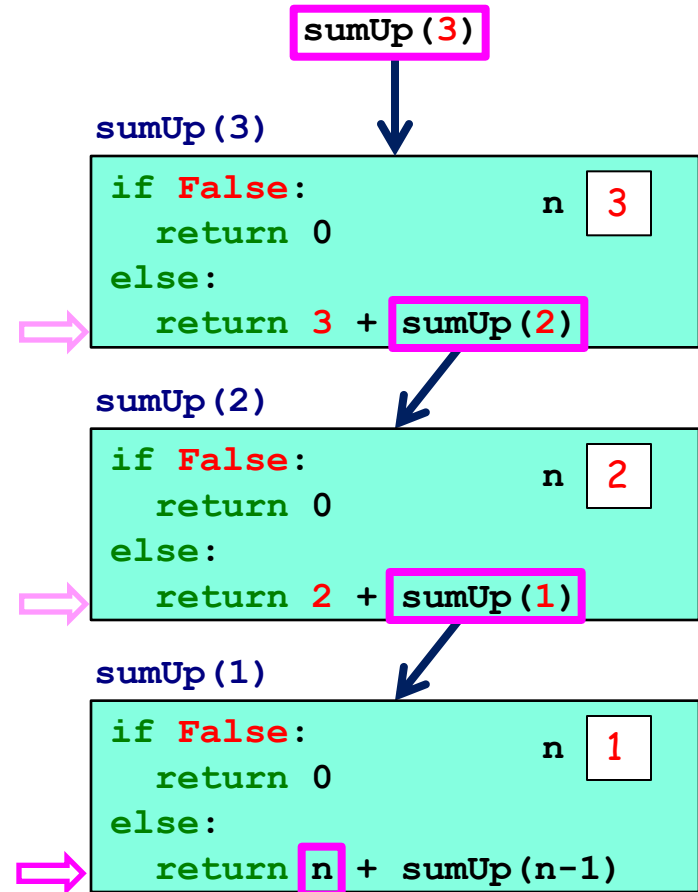 sumUp(3)
sumUp(3)
if False:
n 3
return 0
else:
return 3 + sumUp(2)
sumUp(2)
if False:
n 2
return 0
else:
return 2 + sumUp(1)
sumUp(1)
if False:
n 1
return 0
else:
return n + sumUp(n-1)